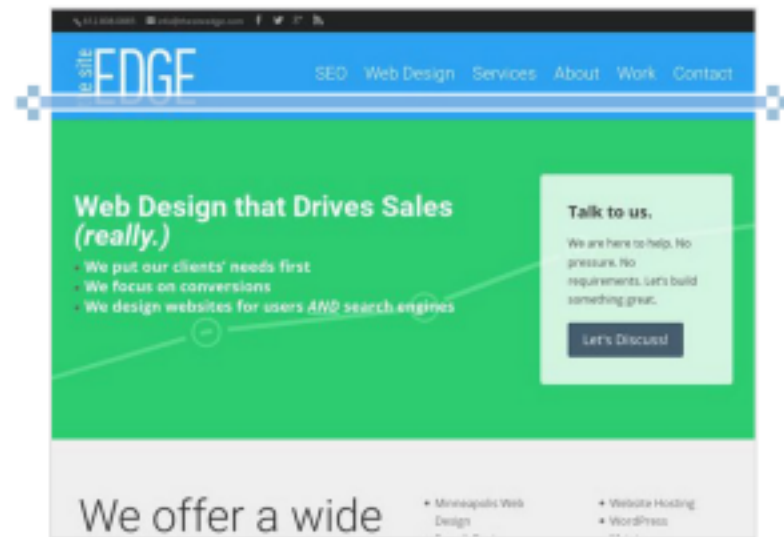 the site
EDGE
SEO Web Design Services About Work Contact
Web Design that Drives Sales
(really.)
• We put our clients' needs first
• We focus on conversions
• We design websites for users AND search engines
Talk to us.
We are here to help. No
pressure. No
requirements. Let's build
something great.
Let's Discuss!
We offer a wide
• Minneapolis Web
Design
• Website Hosting
• WordPress